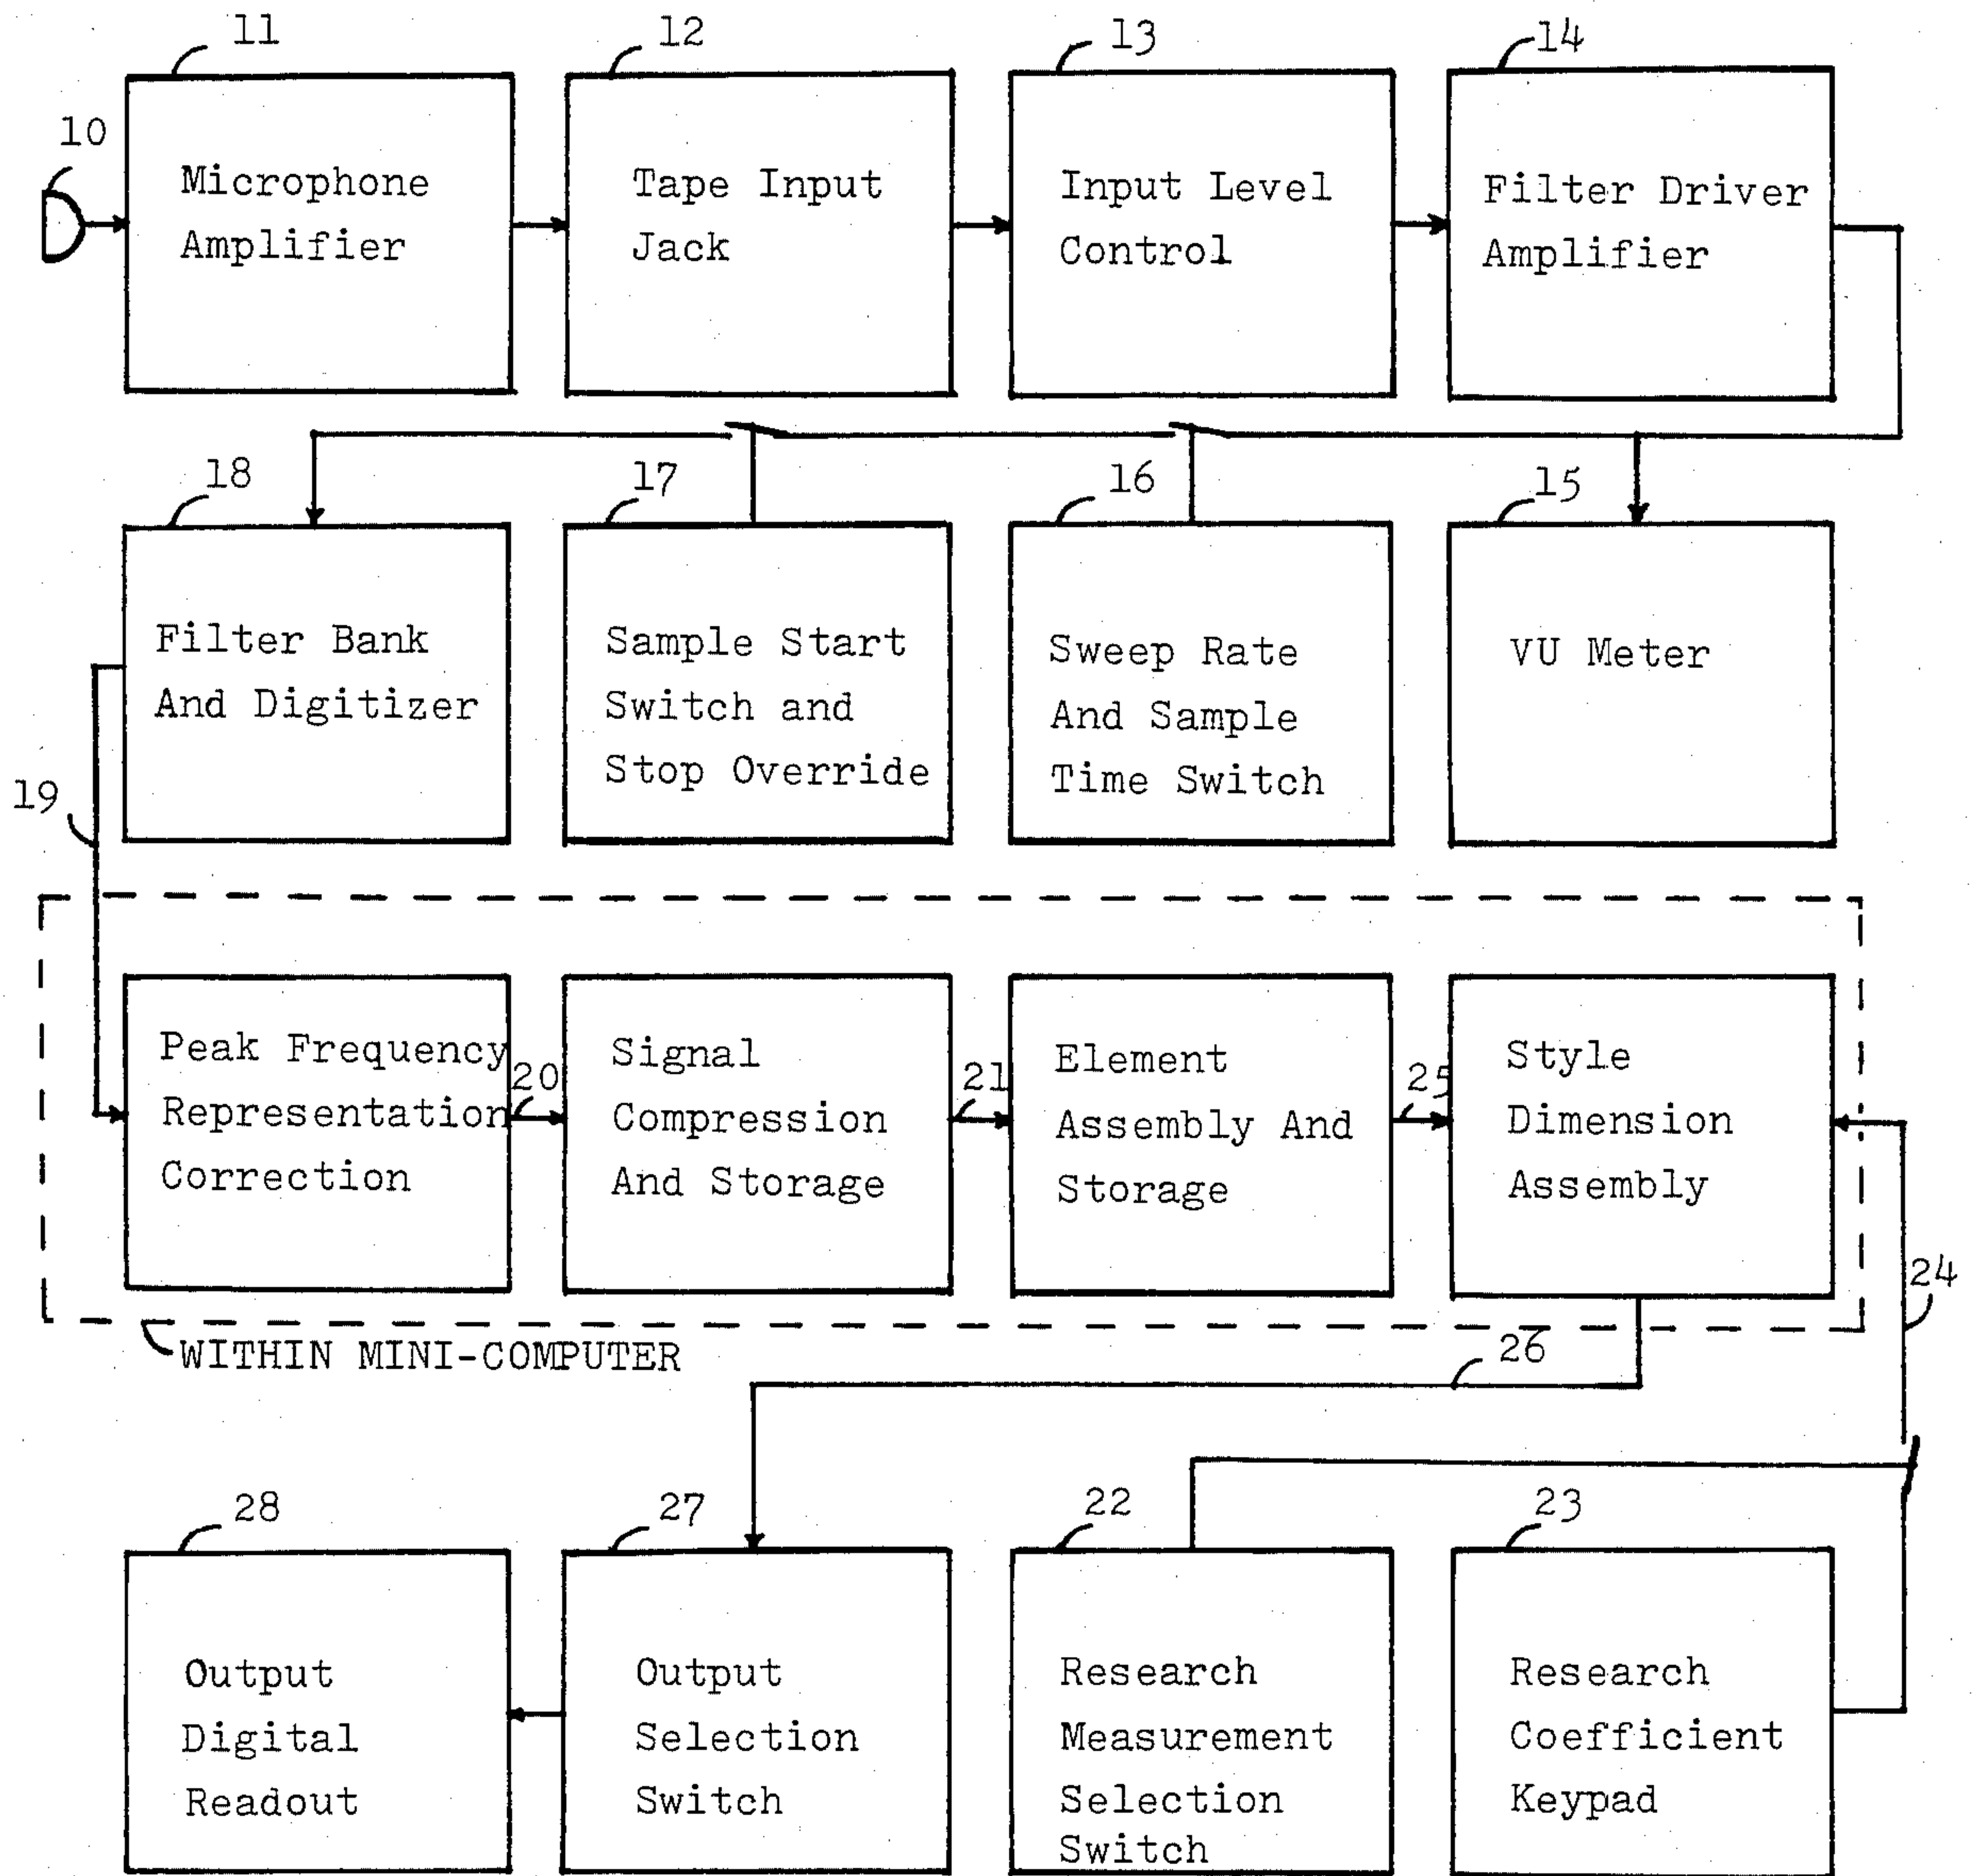 11
12
13
14
10
Microphone
Amplifier
Tape Input
Jack
Input Level
Control
Filter Driver
Amplifier
18
17
16
15
Filter Bank
And Digitizer
Sample Start
Switch and
Stop Override
Sweep Rate
And Sample
Time Switch
VU Meter
19
Peak Frequency
Representation
Correction
20
Signal
Compression
And Storage
21
Element
Assembly And
Storage
25
Style
Dimension
Assembly
24
WITHIN MINI-COMPUTER
26
28
27
22
23
Output
Digital
Readout
Output
Selection
Switch
Research
Measurement
Selection
Switch
Research
Coefficient
Keypad